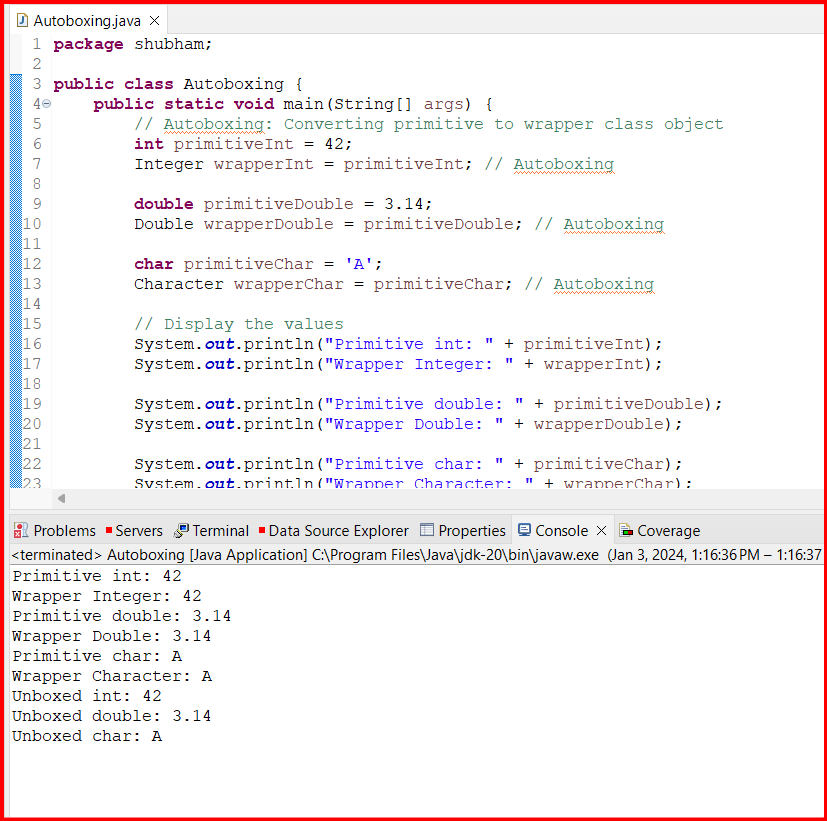 Autoboxing.java
1 package shubham;
2
3 public class Autoboxing {
4 public static void main(String[] args) {
5 // Autoboxing: Converting primitive to wrapper class object
6 int primitiveInt = 42;
7 Integer wrapperInt = primitiveInt; // Autoboxing
8
9 double primitiveDouble = 3.14;
10 Double wrapperDouble = primitiveDouble; // Autoboxing
11
12 char primitiveChar = 'A';
13 Character wrapperChar = primitiveChar; // Autoboxing
14
15 // Display the values
16 System.out.println("Primitive int: " + primitiveInt);
17 System.out.println("Wrapper Integer: " + wrapperInt);
18
19 System.out.println("Primitive double: " + primitiveDouble);
20 System.out.println("Wrapper Double: " + wrapperDouble);
21
22 System.out.println("Primitive char: " + primitiveChar);
23 System.out.println("Wrapper Character: " + wrapperChar);
Problems Servers Terminal Data Source Explorer Properties Console Coverage
<terminated> Autoboxing [Java Application] C:\Program Files\Java\jdk-20\bin\javaw.exe (Jan 3, 2024, 1:16:36 PM – 1:16:37
Primitive int: 42
Wrapper Integer: 42
Primitive double: 3.14
Wrapper Double: 3.14
Primitive char: A
Wrapper Character: A
Unboxed int: 42
Unboxed double: 3.14
Unboxed char: A